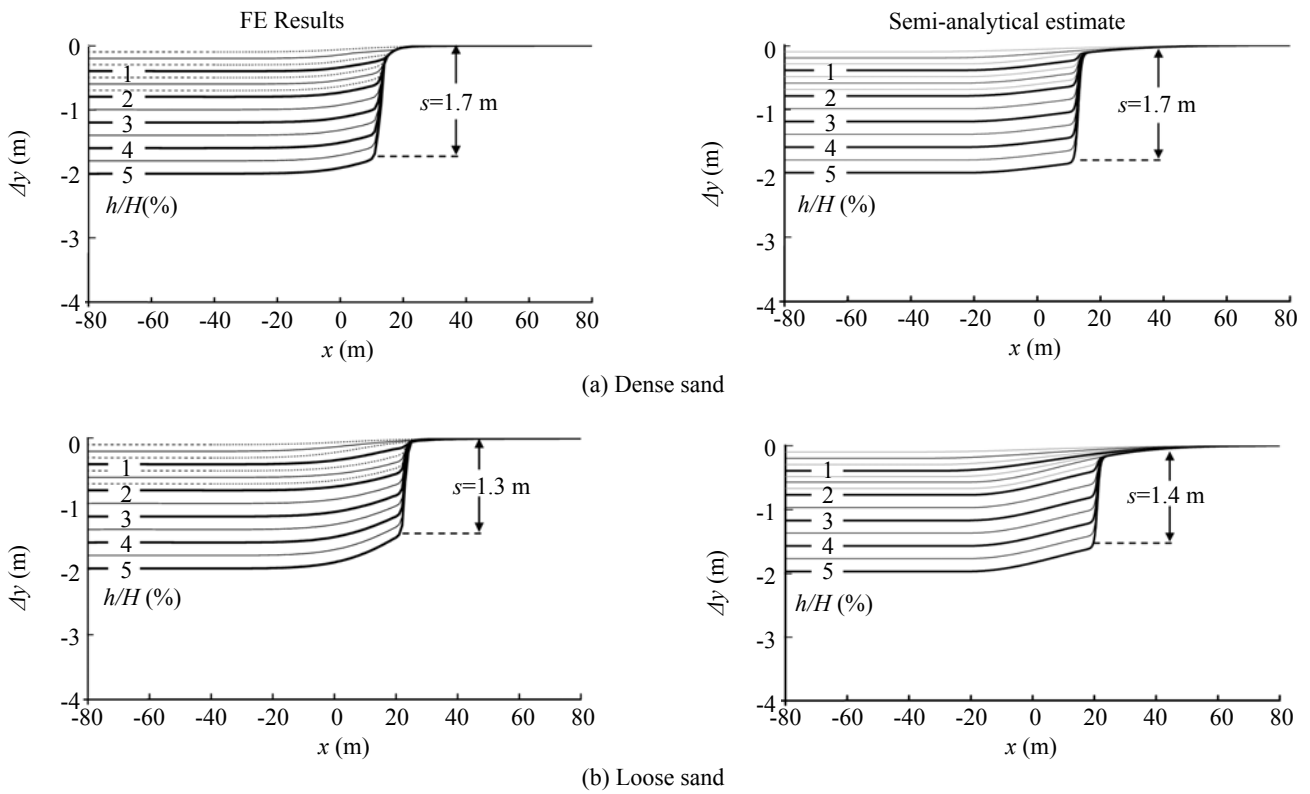 FE Results
Semi-analytical estimate
0
-1
-2
-3
-4
Δy (m)
1
2
3
4
5
h/H(%)
s=1.7 m
-80 -60 -40 -20 0 20 40 60 80
x (m)
0
-1
-2
-3
-4
Δy (m)
1
2
3
4
5
h/H (%)
s=1.7 m
-80 -60 -40 -20 0 20 40 60 80
x (m)
(a) Dense sand
0
-1
-2
-3
-4
Δy (m)
1
2
3
4
5
h/H (%)
s=1.3 m
-80 -60 -40 -20 0 20 40 60 80
x (m)
0
-1
-2
-3
-4
Δy (m)
1
2
3
4
5
h/H (%)
s=1.4 m
-80 -60 -40 -20 0 20 40 60 80
x (m)
(b) Loose sand